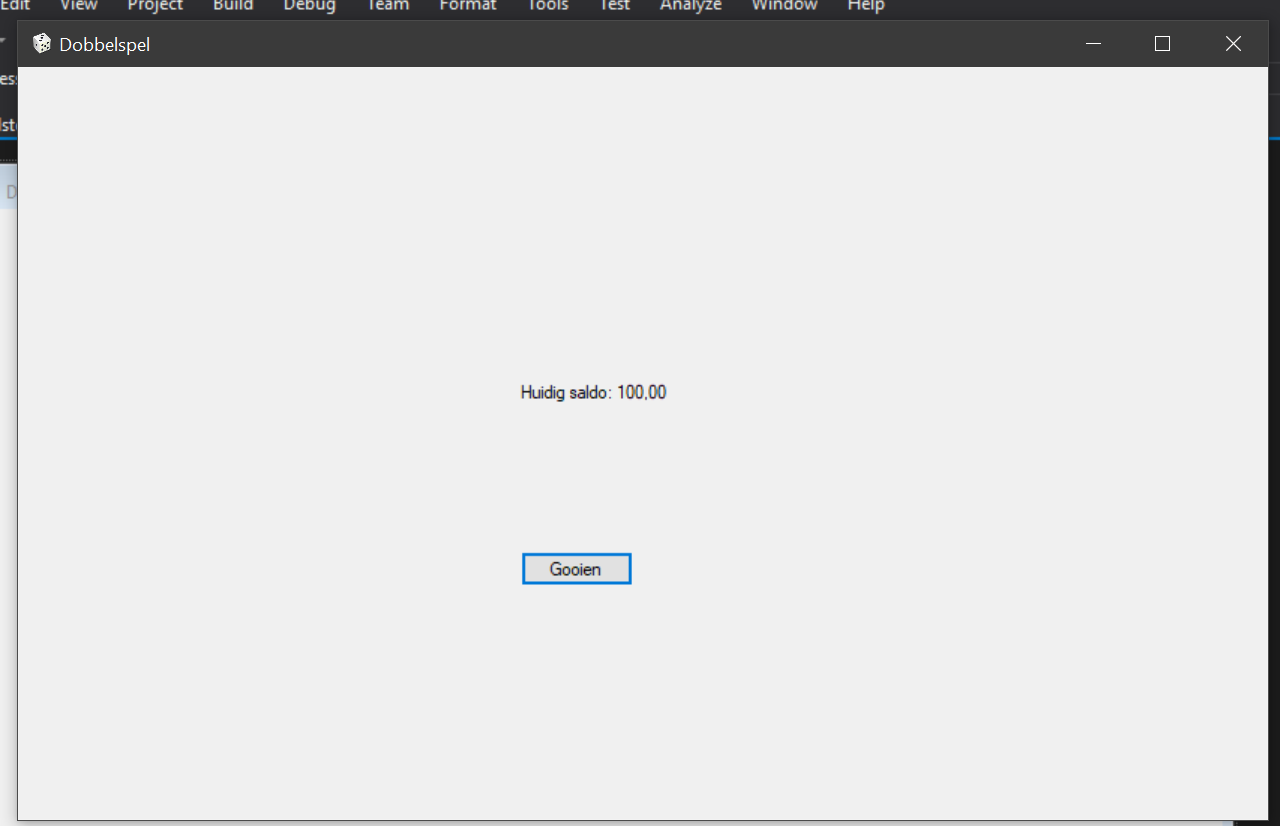 Edit View Project Build Debug Team Format Tools Test Analyze Window Help
Dobbelspel
Huidig saldo: 100,00
Gooien